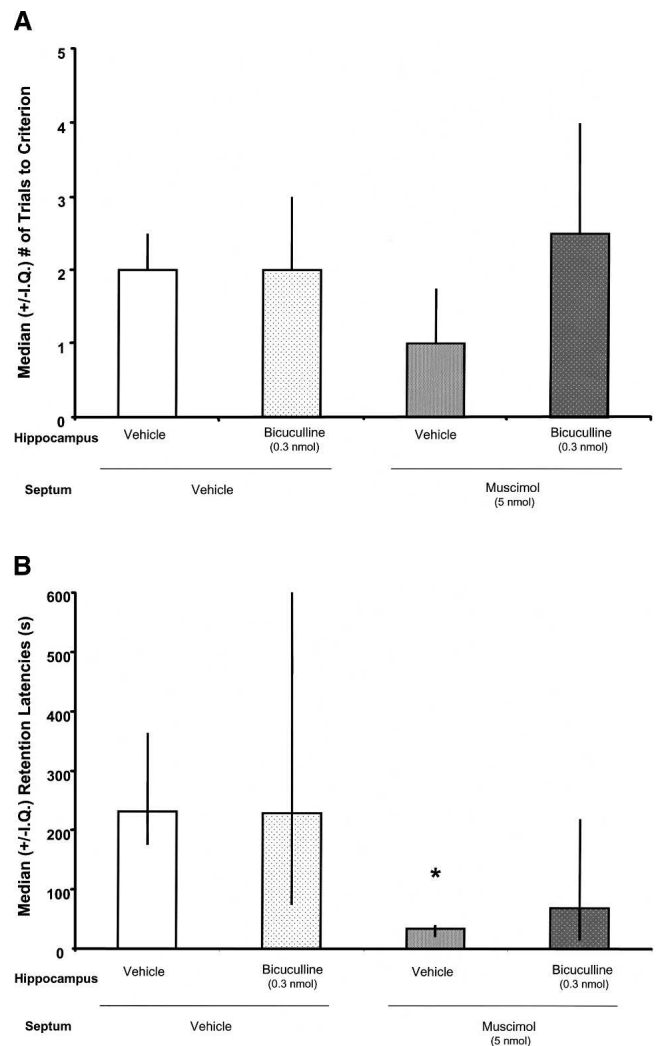 A
Median (+/-I.Q.) # of Trials to Criterion
5
4
3
2
1
0
Hippocampus
Vehicle
Bicuculline
(0.3 nmol)
Vehicle
Bicuculline
(0.3 nmol)
Septum
Vehicle
Muscimol
(5 nmol)
B
Median (+/-I.Q.) Retention Latencies (s)
600
500
400
300
200
100
0
*
Hippocampus
Vehicle
Bicuculline
(0.3 nmol)
Vehicle
Bicuculline
(0.3 nmol)
Septum
Vehicle
Muscimol
(5 nmol)